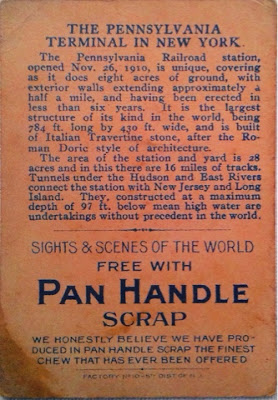 THE PENNSYLVANIA
TERMINAL IN NEW YORK.
The Pennsylvania Railroad station,
opened Nov. 26, 1910, is unique, covering
as it does eight acres of ground, with
exterior walls extending approximately
half a mile, and having been erected in
less than six years. It is the largest
structure of its kind in the world, being
784 ft. long by 430 ft. wide, and is built
of Italian Travertine stone, after the Ro-
man Doric style of architecture.
The area of the station and yard is 28
acres and in this there are 16 miles of tracks.
Tunnels under the Hudson and East Rivers
connect the station with New Jersey and Long
Island. They, constructed at a maximum
depth of 97 ft. below mean high water are
undertakings without precedent in the world.
SIGHTS & SCENES OF THE WORLD
FREE WITH
PAN HANDLE
SCRAP
WE HONESTLY BELIEVE WE HAVE PRO-
DUCED IN PAN HANDLE SCRAP THE FINEST
CHEW THAT HAS EVER BEEN OFFERED
FACTORY Nº 10-5TH DIST. OF N.J.